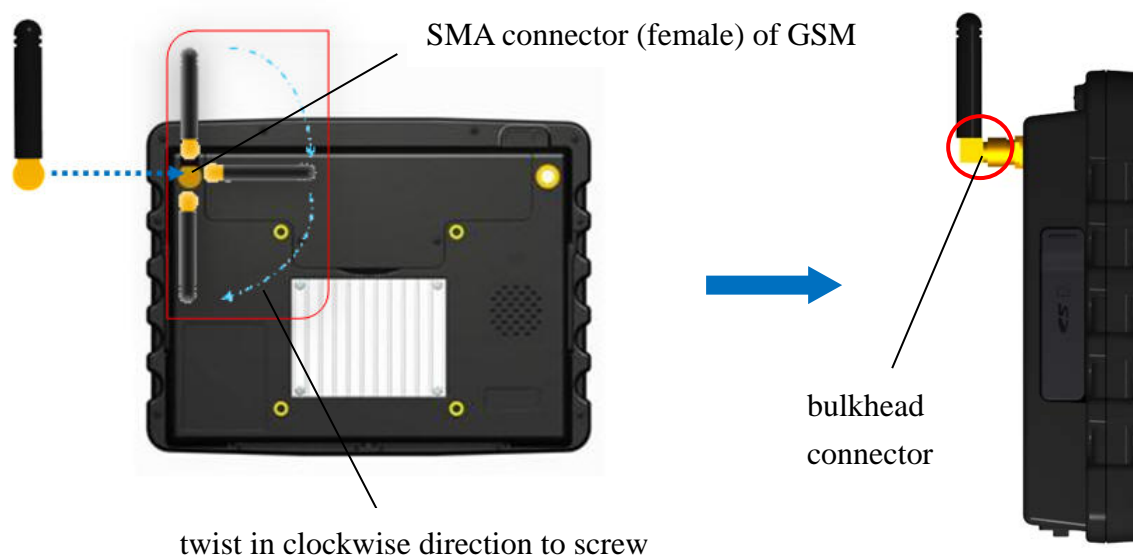 SMA connector (female) of GSM
bulkhead
connector
twist in clockwise direction to screw